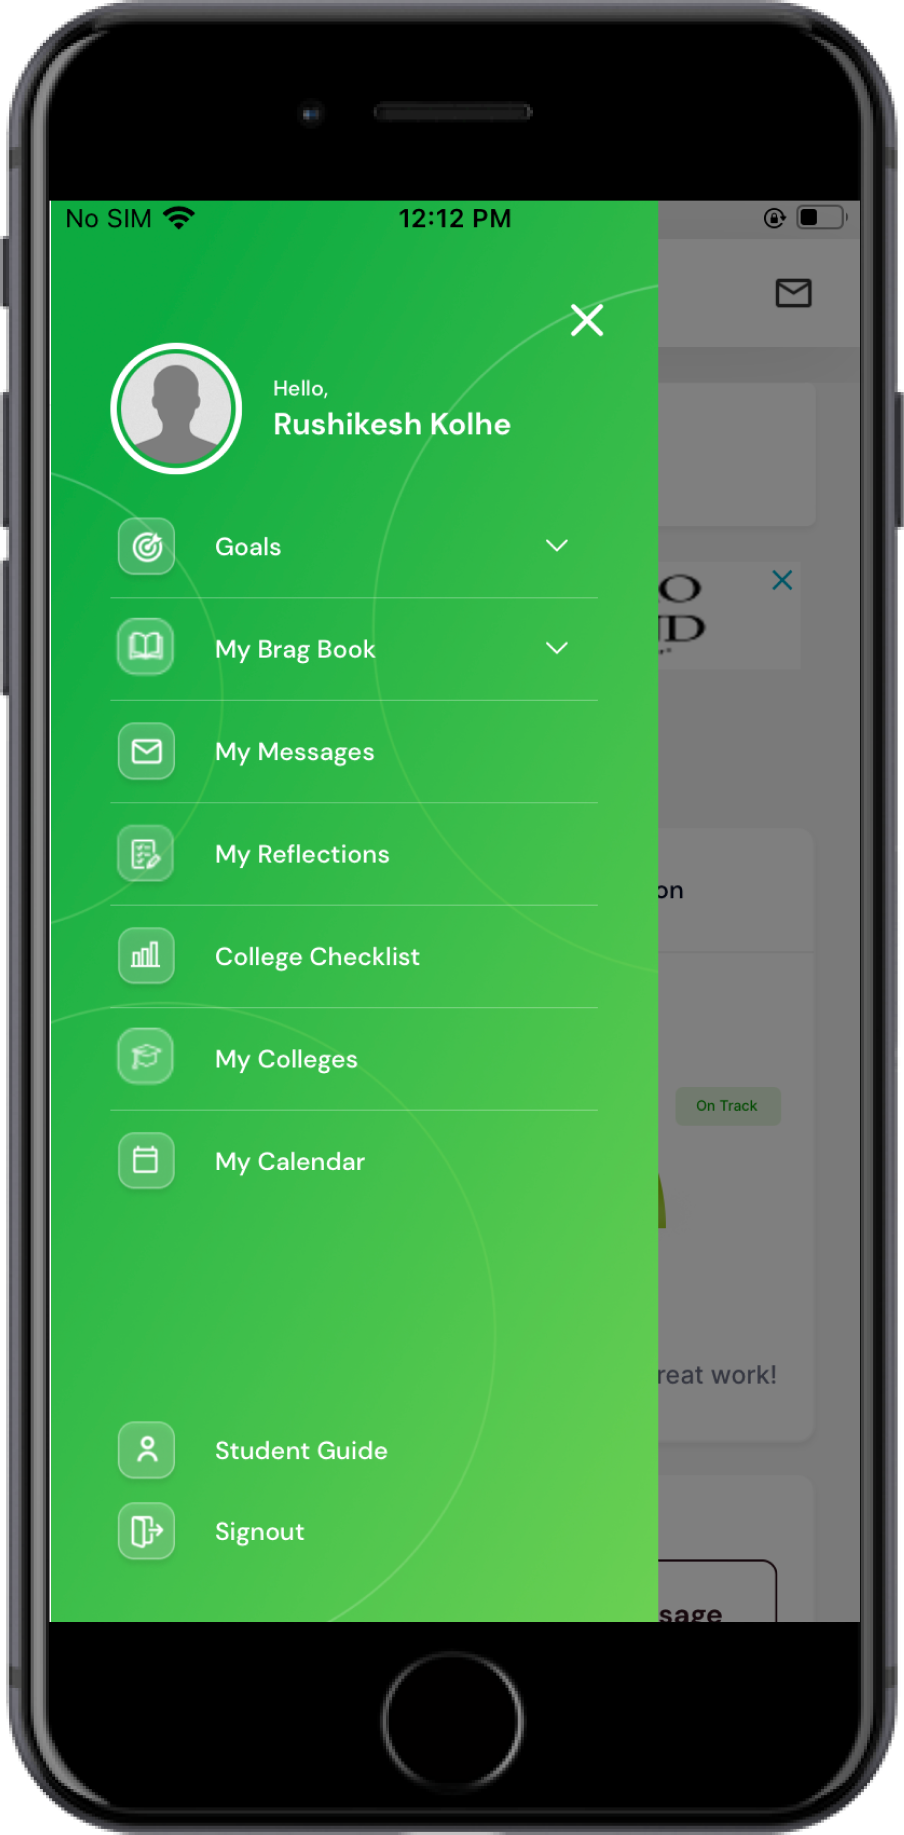 No SIM 12:12 PM
Hello,
Rushikesh Kolhe
Goals
My Brag Book
My Messages
My Reflections
on
College Checklist
My Colleges
On Track
My Calendar
reat work!
Student Guide
Signout
sage